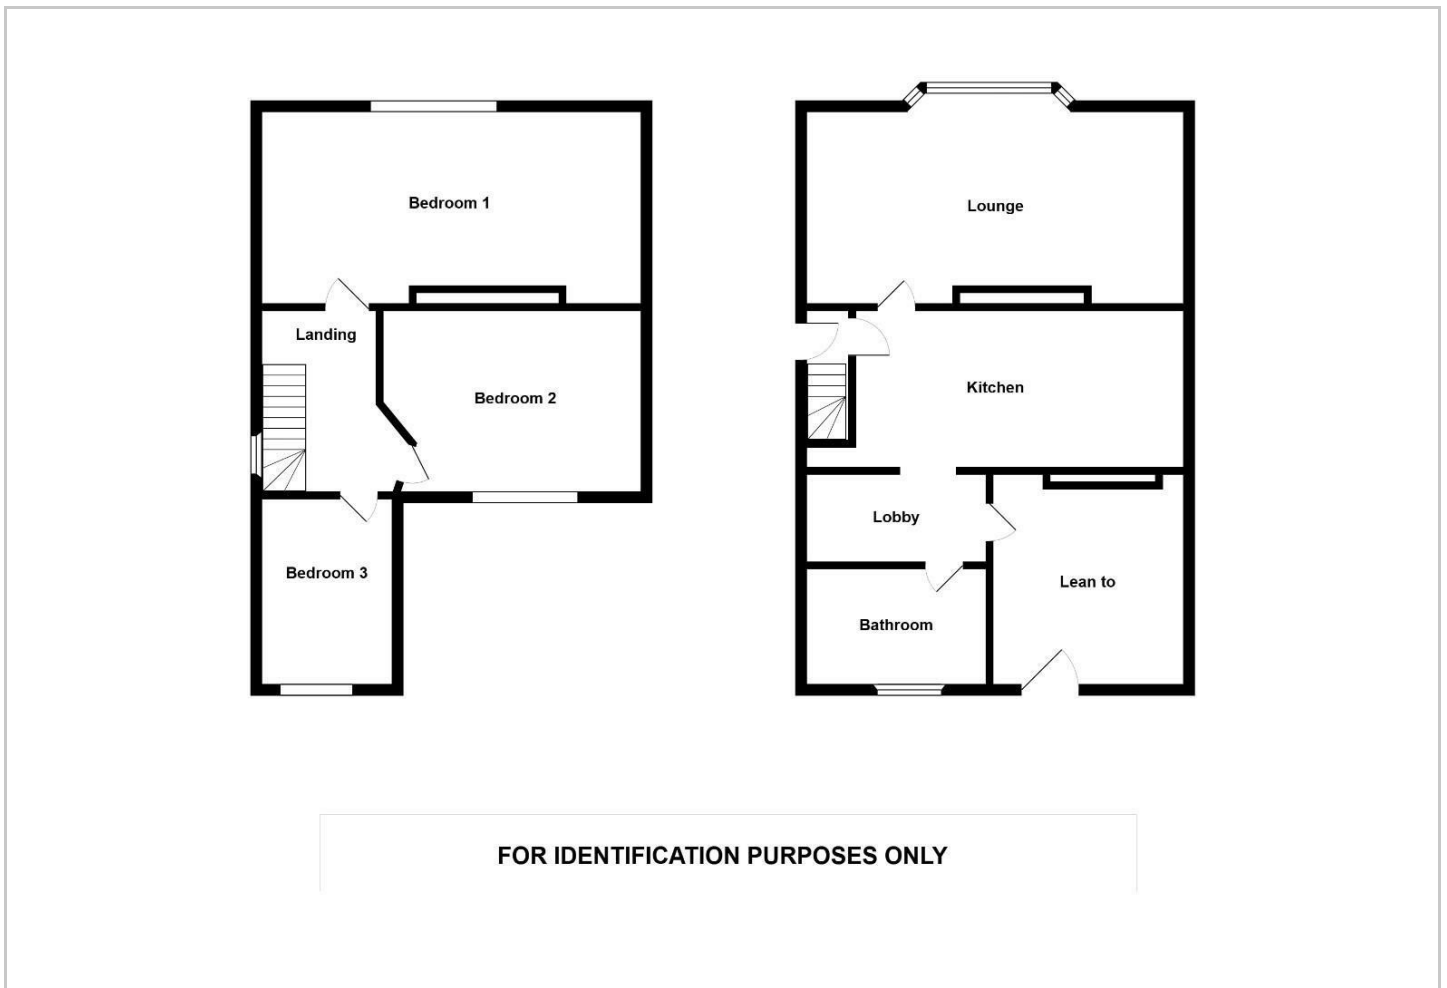 Bedroom 1
Landing
Bedroom 2
Bedroom 3
Lounge
Kitchen
Lobby
Lean to
Bathroom
FOR IDENTIFICATION PURPOSES ONLY